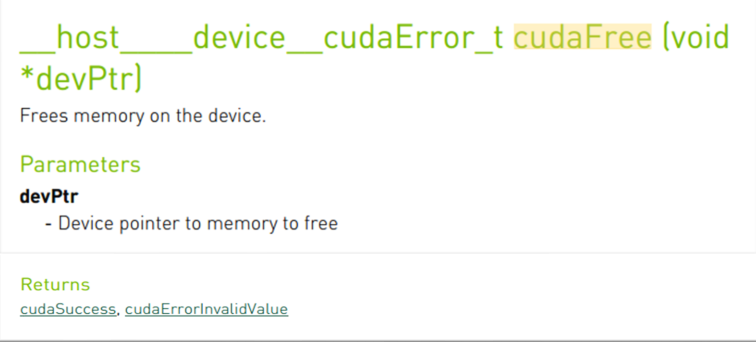 __host____device__cudaError_t cudaFree (void
*devPtr)
Frees memory on the device.
Parameters
devPtr
- Device pointer to memory to free
Returns
cudaSuccess, cudaErrorInvalidValue